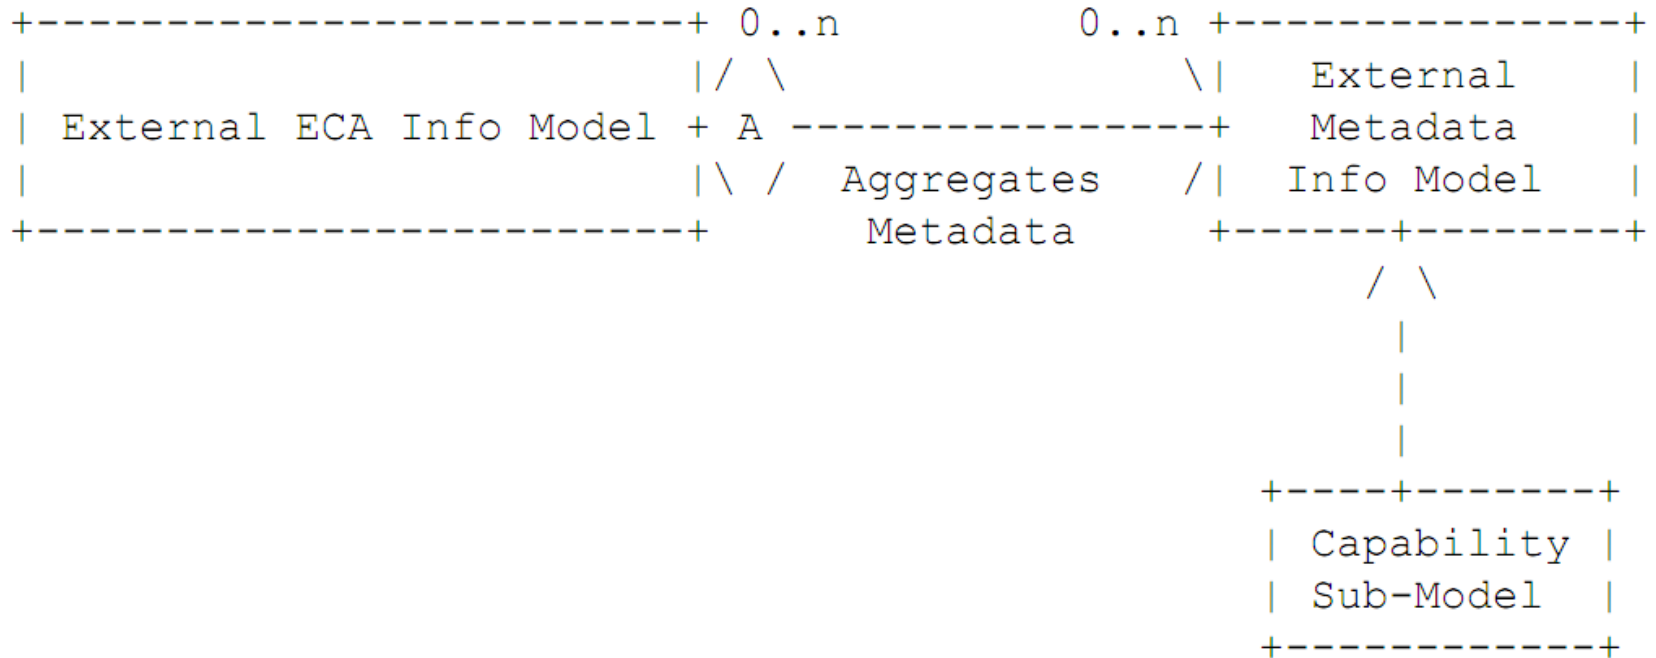 +--------------------------+ 0..n         0..n +---------------+
|                          |/ \               \|   External    |
| External ECA Info Model + A ----------------+   Metadata    |
|                          |\ /  Aggregates   /|  Info Model   |
+--------------------------+      Metadata     +------+--------+
/ \
|
|
|
+----+-------+
| Capability |
| Sub-Model  |
+------------+